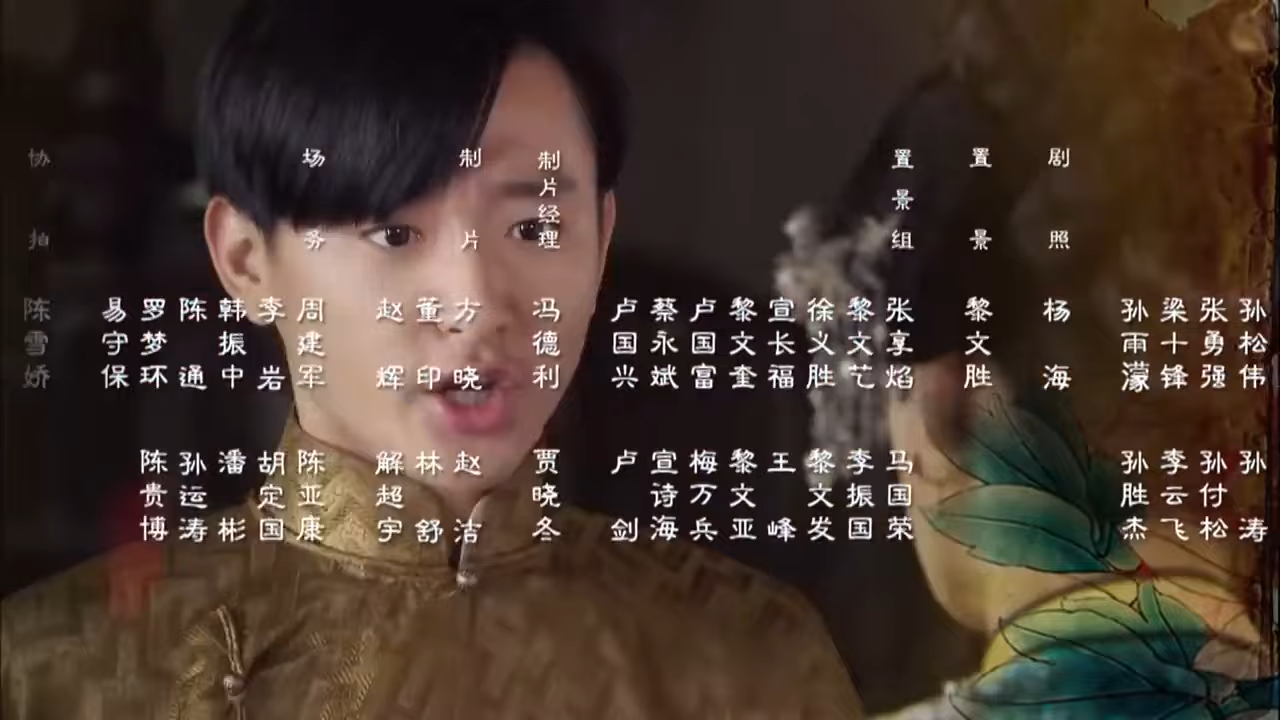 孙松伟 孙涛
张勇强 孙付松
梁十锋 李云飞
孙雨濛 孙胜杰
剧照 杨海
置景 黎文胜
置景组 张享焰 马国荣
黎文艺 李振国
徐义胜 黎文发
宣长福 王峰
黎文奎 黎文亚
卢国富 梅万兵
蔡永斌 宣诗海
卢国兴 卢剑
制片经理 冯德利 贾晓冬
制片 方晓 赵洁
董印 林舒
赵辉 解超宇
场务 周建军 陈亚康
李岩 胡定国
韩振中 潘彬
陈通 孙运涛
罗梦环 陈贵博
易守保
协拍 陈雪娇